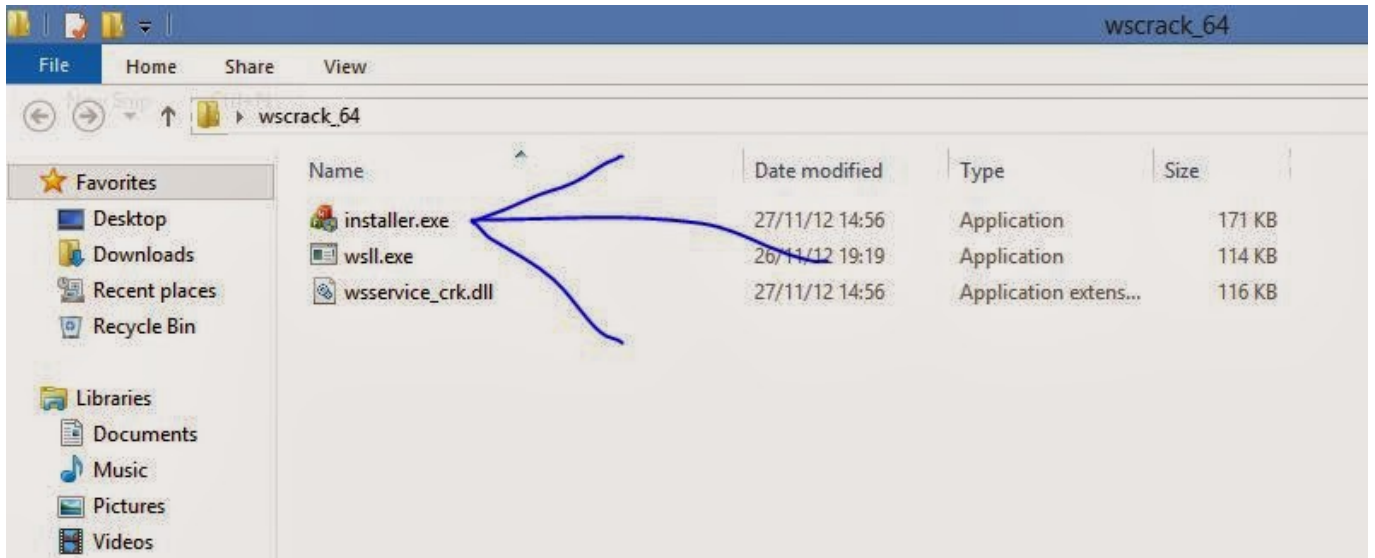 wscrack_64
File Home Share View
wscrack_64
Favorites
Desktop
Downloads
Recent places
Recycle Bin
Libraries
Documents
Music
Pictures
Videos
Name Date modified Type Size
installer.exe 27/11/12 14:56 Application 171 KB
wsll.exe 26/11/12 19:19 Application 114 KB
wsservice_crk.dll 27/11/12 14:56 Application extens... 116 KB